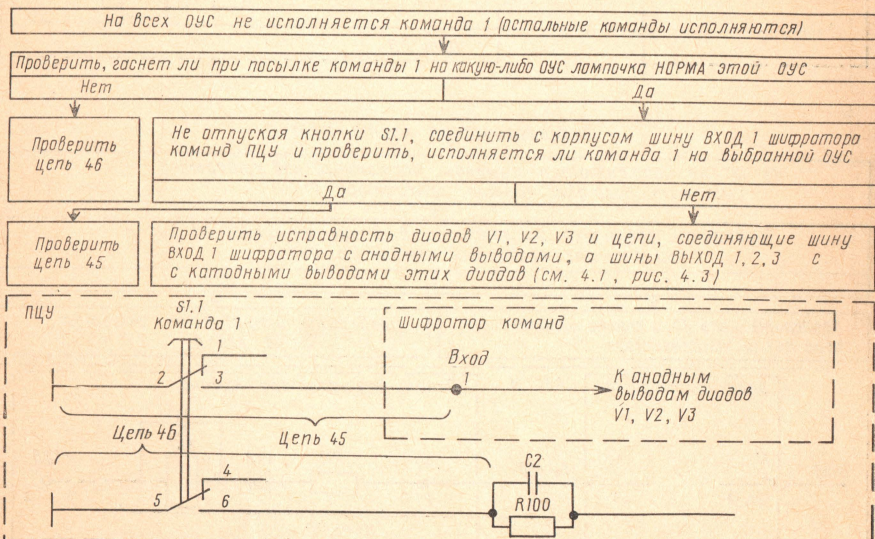 На всех ОУС не исполняется команда 1 (остальные команды исполняются)
Проверить, гаснет ли при посылке команды 1 на какую-либо ОУС лампочка НОРМА этой ОУС
Нет
Да
Проверить
цепь 46
Не отпуская кнопки S1.1, соединить с корпусом шину ВХОД 1 шифратора
команд ПЦУ и проверить, исполняется ли команда 1 на выбранной ОУС
Да
Нет
Проверить
цепь 45
Проверить исправность диодов V1, V2, V3 и цепи, соединяющие шину
ВХОД 1 шифратора с анодными выводами, а шины ВЫХОД 1, 2, 3 с
с катодными выводами этих диодов (см. 4.1, рис. 4.3)
ПЦУ
S1.1
Команда 1
Шифратор команд
1
Вход
2
3
1
К анодным
выводам диодов
V1, V2, V3
Цепь 46
Цепь 45
4
C2
5
6
R100